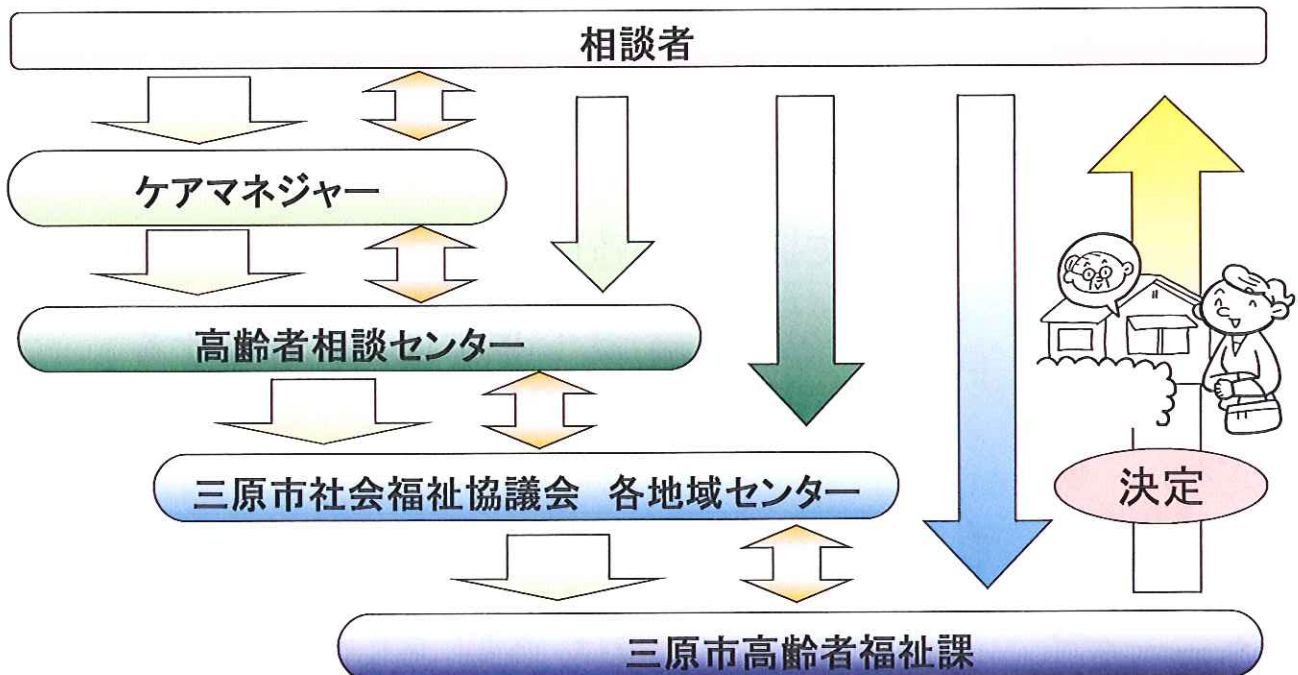 相談者
ケアマネジャー
高齢者相談センター
三原市社会福祉協議会 各地域センター
決定
三原市高齢者福祉課